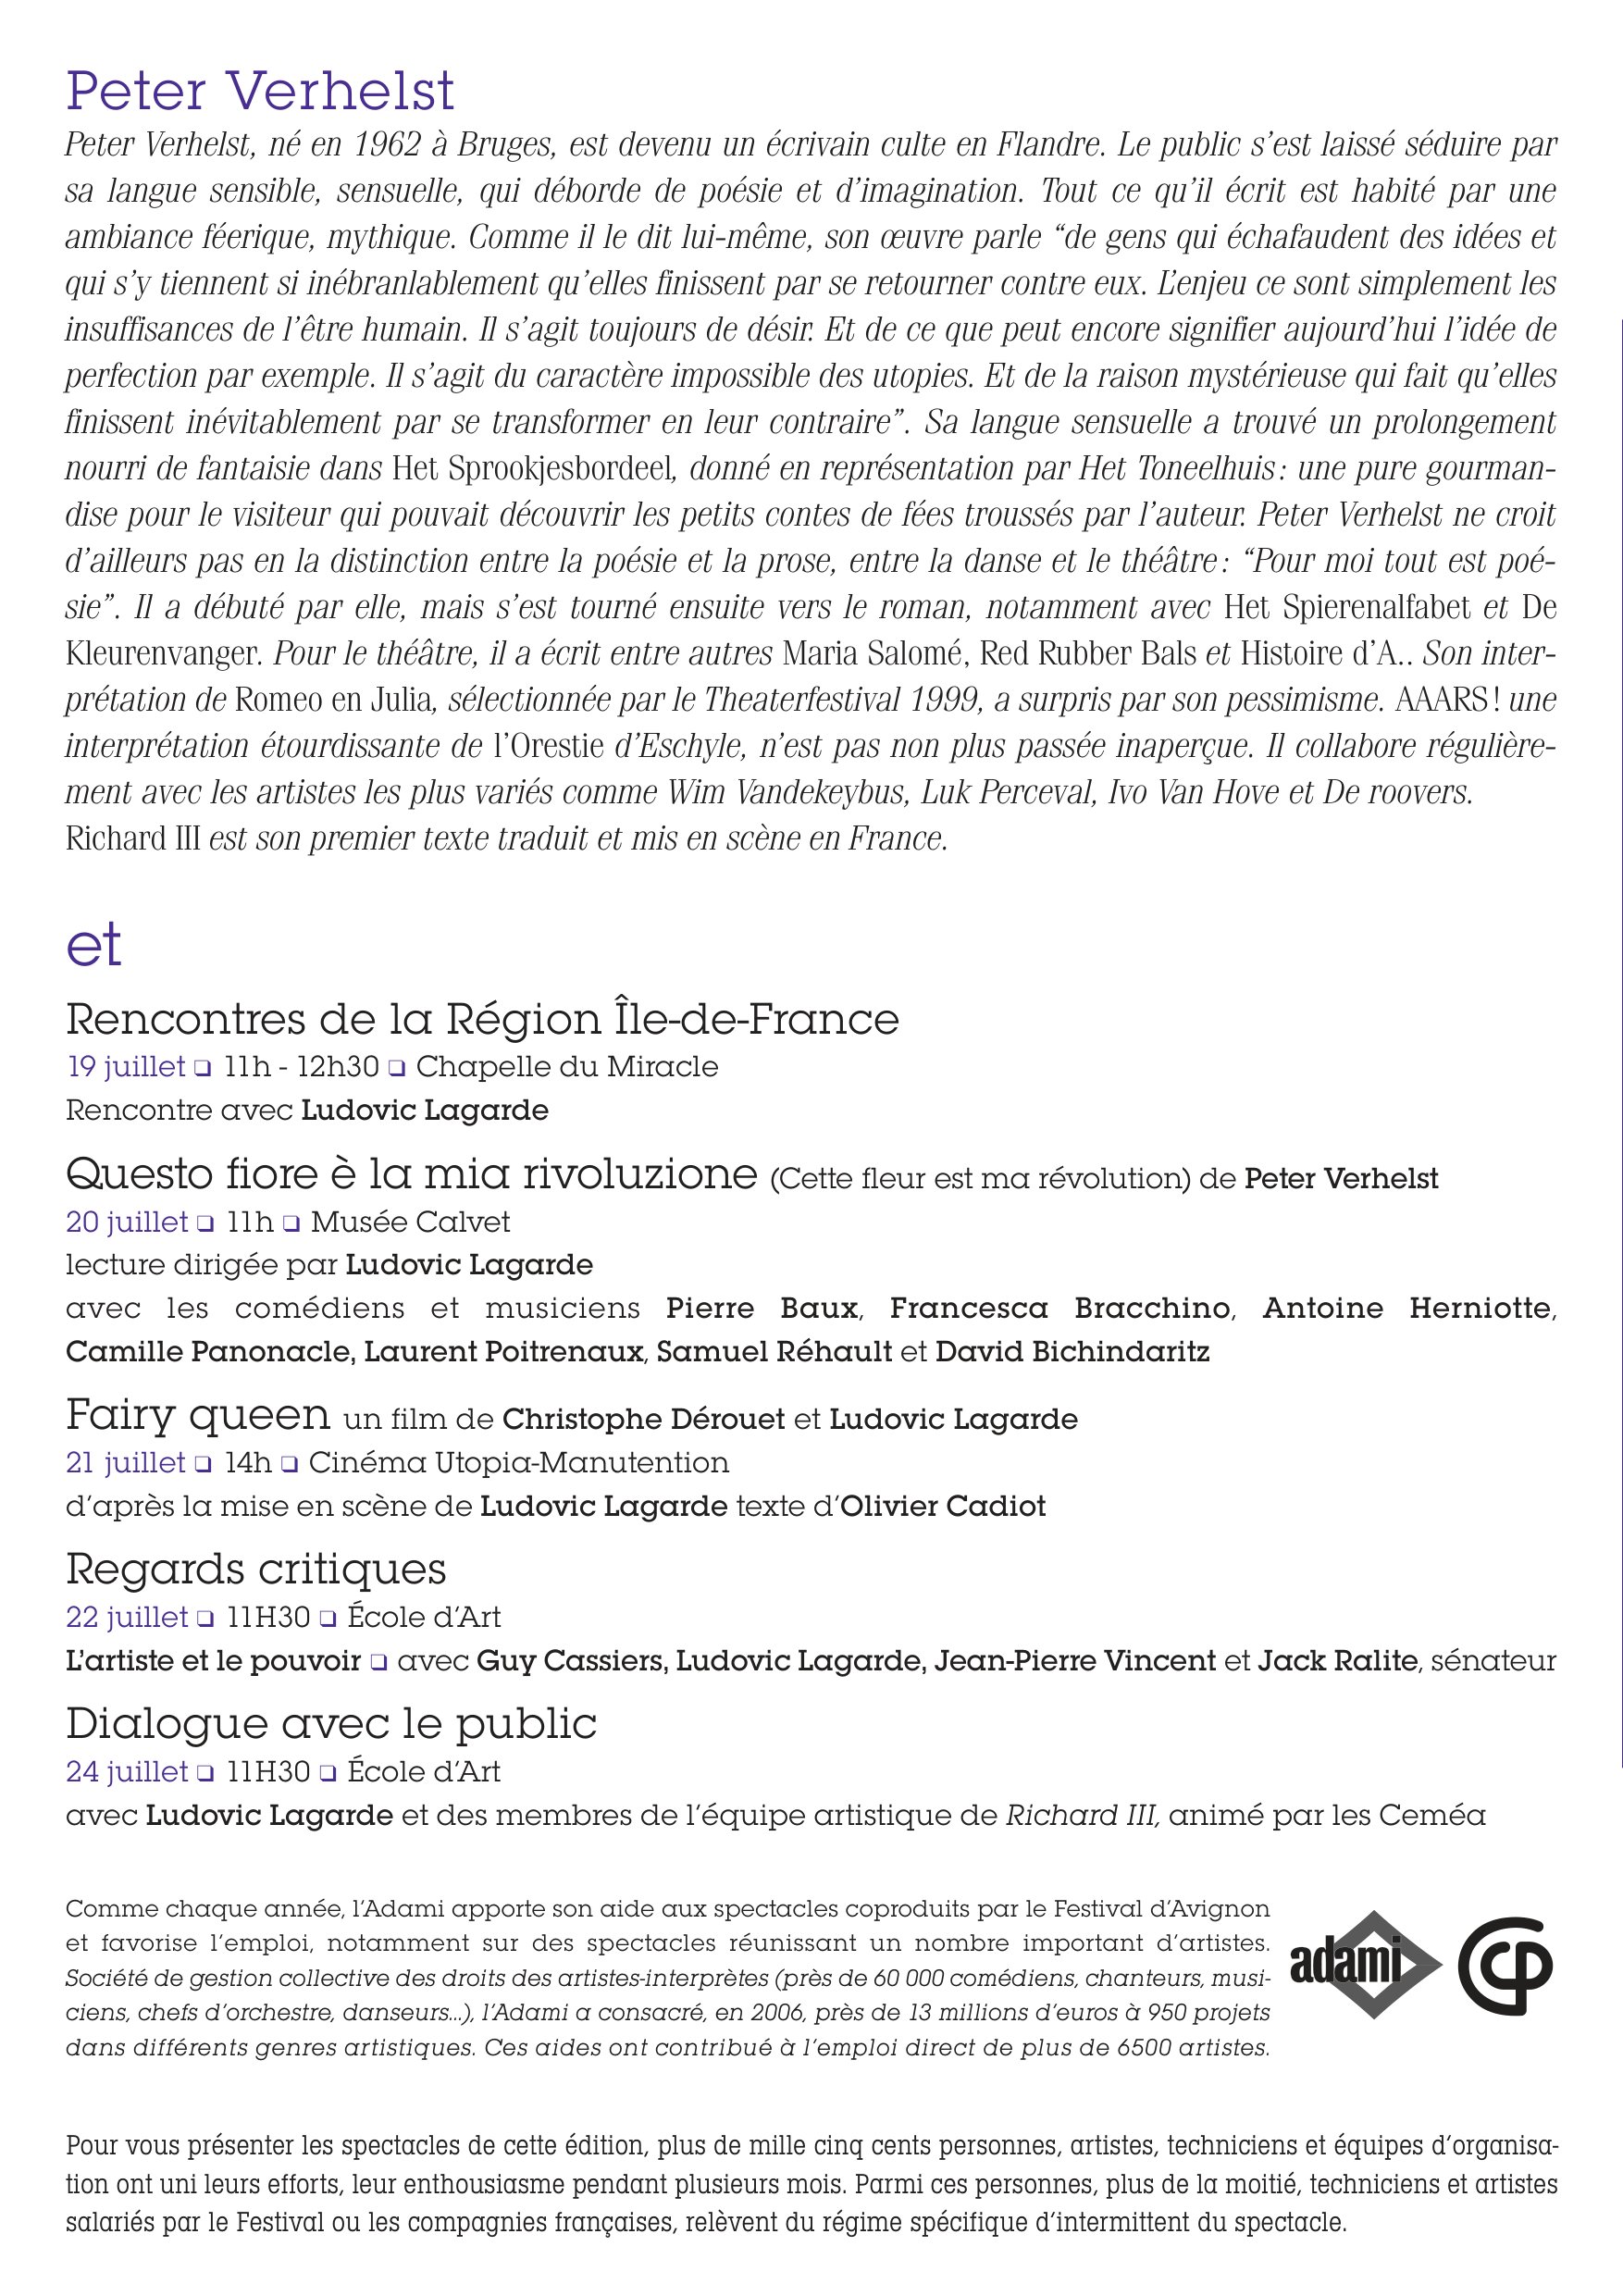 Peter Verhelst
Peter Verhelst, né en 1962 à Bruges, est devenu un écrivain culte en Flandre. Le public s’est laissé séduire par
sa langue sensible, sensuelle, qui déborde de poésie et d’imagination. Tout ce qu’il écrit est habité par une
ambiance féerique, mythique. Comme il le dit lui-même, son œuvre parle “de gens qui échafaudent des idées et
qui s’y tiennent si inébranlablement qu’elles finissent par se retourner contre eux. L’enjeu ce sont simplement les
insuffisances de l’être humain. Il s’agit toujours de désir. Et de ce que peut encore signifier aujourd’hui l’idée de
perfection par exemple. Il s’agit du caractère impossible des utopies. Et de la raison mystérieuse qui fait qu’elles
finissent inévitablement par se transformer en leur contraire”. Sa langue sensuelle a trouvé un prolongement
nourri de fantaisie dans Het Sprookjesbordeel, donné en représentation par Het Toneelhuis : une pure gourman-
dise pour le visiteur qui pouvait découvrir les petits contes de fées troussés par l’auteur. Peter Verhelst ne croit
d’ailleurs pas en la distinction entre la poésie et la prose, entre la danse et le théâtre : “Pour moi tout est poé-
sie”. Il a débuté par elle, mais s’est tourné ensuite vers le roman, notamment avec Het Spierenalfabet et De
Kleurenvanger. Pour le théâtre, il a écrit entre autres Maria Salomé, Red Rubber Bals et Histoire d’A.. Son inter-
prétation de Romeo en Julia, sélectionnée par le Theaterfestival 1999, a surpris par son pessimisme. AAARS ! une
interprétation étourdissante de l’Orestie d’Eschyle, n’est pas non plus passée inaperçue. Il collabore régulière-
ment avec les artistes les plus variés comme Wim Vandekeybus, Luk Perceval, Ivo Van Hove et De roovers.
Richard III est son premier texte traduit et mis en scène en France.
et
Rencontres de la Région Île-de-France
19 juillet ❏ 11h - 12h30 ❏ Chapelle du Miracle
Rencontre avec Ludovic Lagarde
Questo fiore è la mia rivoluzione (Cette fleur est ma révolution) de Peter Verhelst
20 juillet ❏ 11h ❏ Musée Calvet
lecture dirigée par Ludovic Lagarde
avec les comédiens et musiciens Pierre Baux, Francesca Bracchino, Antoine Herniotte,
Camille Panonacle, Laurent Poitrenaux, Samuel Réhault et David Bichindaritz
Fairy queen un film de Christophe Dérouet et Ludovic Lagarde
21 juillet ❏ 14h ❏ Cinéma Utopia-Manutention
d’après la mise en scène de Ludovic Lagarde texte d’Olivier Cadiot
Regards critiques
22 juillet ❏ 11H30 ❏ École d’Art
L’artiste et le pouvoir ❏ avec Guy Cassiers, Ludovic Lagarde, Jean-Pierre Vincent et Jack Ralite, sénateur
Dialogue avec le public
24 juillet ❏ 11H30 ❏ École d’Art
avec Ludovic Lagarde et des membres de l’équipe artistique de Richard III, animé par les Ceméa
Comme chaque année, l’Adami apporte son aide aux spectacles coproduits par le Festival d’Avignon
et favorise l’emploi, notamment sur des spectacles réunissant un nombre important d’artistes.
Société de gestion collective des droits des artistes-interprètes (près de 60 000 comédiens, chanteurs, musi-
ciens, chefs d’orchestre, danseurs...), l’Adami a consacré, en 2006, près de 13 millions d’euros à 950 projets
dans différents genres artistiques. Ces aides ont contribué à l’emploi direct de plus de 6500 artistes.
adami
Pour vous présenter les spectacles de cette édition, plus de mille cinq cents personnes, artistes, techniciens et équipes d’organisa-
tion ont uni leurs efforts, leur enthousiasme pendant plusieurs mois. Parmi ces personnes, plus de la moitié, techniciens et artistes
salariés par le Festival ou les compagnies françaises, relèvent du régime spécifique d’intermittent du spectacle.